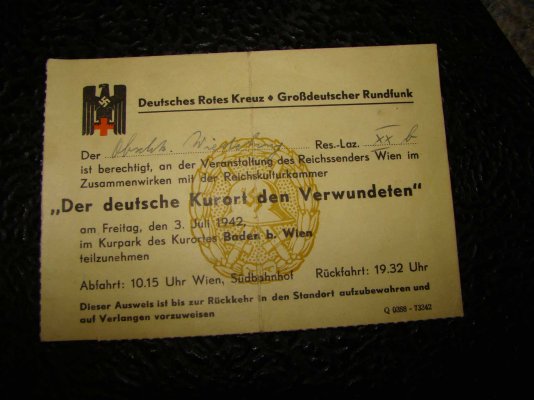 Deutsches Rotes Kreuz ◆ Großdeutscher Rundfunk
Der Res.-Laz. XX b
ist berechtigt, an der Veranstaltung des Reichssenders Wien im
Zusammenwirken mit der Reichskulturkammer
„Der deutsche Kurort den Verwundeten"
am Freitag, den 3. Juli 1942,
im Kurpark des Kurortes Baden b. Wien
teilzunehmen
Abfahrt: 10.15 Uhr Wien, Südbahnhof Rückfahrt: 19.32 Uhr
Dieser Ausweis ist bis zur Rückkehr in den Standort aufzubewahren und
auf Verlangen vorzuweisen
Q 0288 - 13242